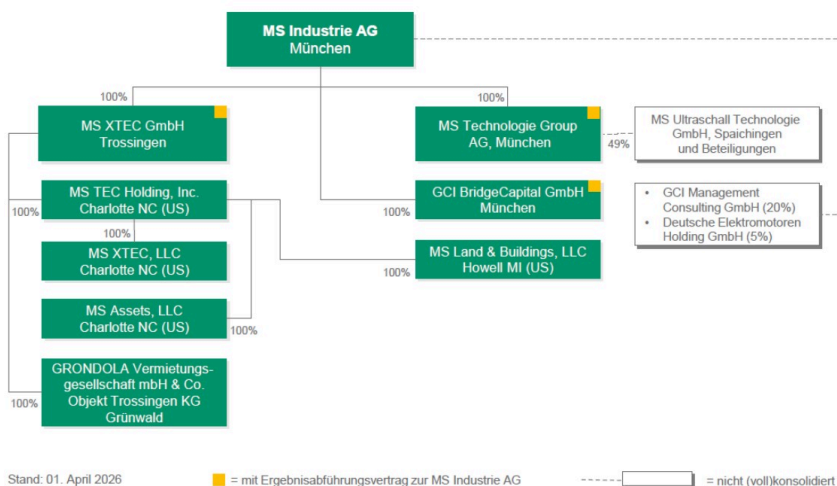 MS Industrie AG
München
100%
100%
MS XTEC GmbH
Trossingen
MS Technologie Group
AG, München
49%
MS Ultraschall Technologie
GmbH, Spaichingen
und Beteiligungen
100%
MS TEC Holding, Inc.
Charlotte NC (US)
100%
GCI BridgeCapital GmbH
München
• GCI Management
Consulting GmbH (20%)
• Deutsche Elektromotoren
Holding GmbH (5%)
100%
MS XTEC, LLC
Charlotte NC (US)
100%
MS Land & Buildings, LLC
Howell MI (US)
MS Assets, LLC
Charlotte NC (US)
100%
100%
GRONDOLA Vermietungs-
gesellschaft mbH & Co.
Objekt Trossingen KG
Grünwald
Stand: 01. April 2026
= mit Ergebnisabführungsvertrag zur MS Industrie AG
= nicht (voll)konsolidiert